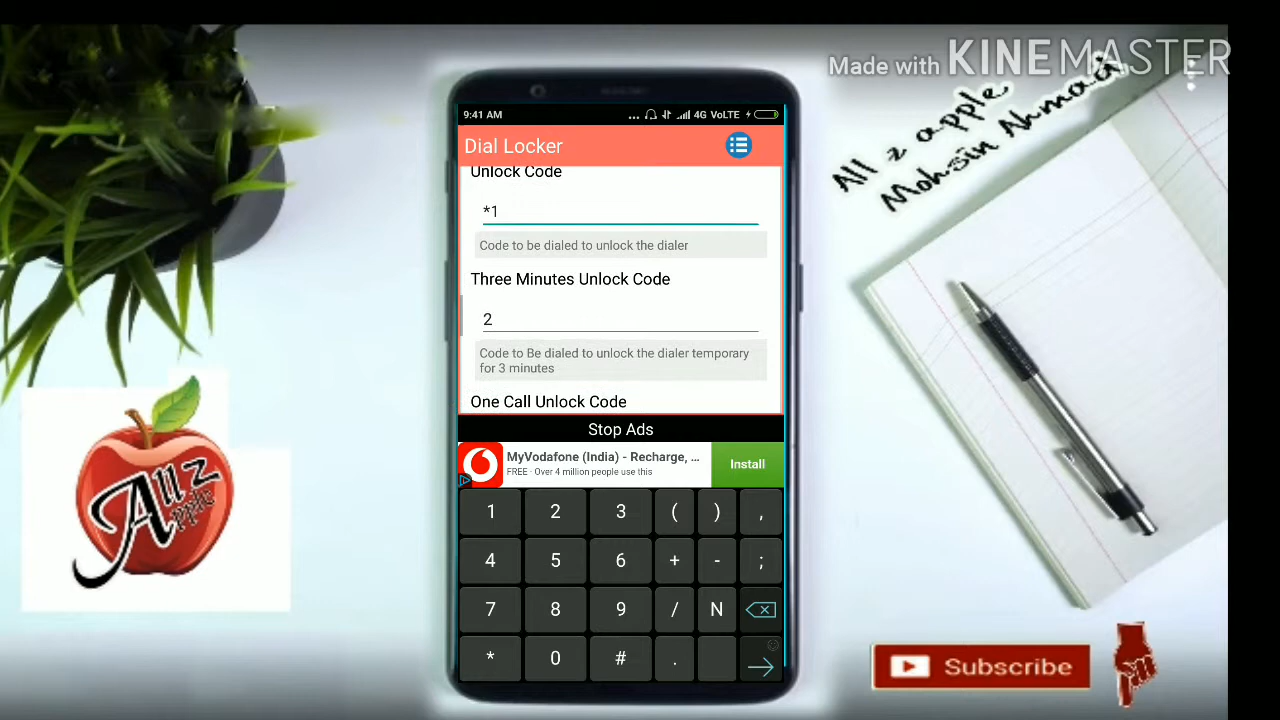 Made with KINEMASTER
All z apple
Mohsin Ahmad
9:41 AM ... 4G VoLTE
Dial Locker
Unlock Code
*1
Code to be dialed to unlock the dialer
Three Minutes Unlock Code
2
Code to Be dialed to unlock the dialer temporary
for 3 minutes
One Call Unlock Code
Stop Ads
MyVodafone (India) - Recharge, ...
FREE · Over 4 million people use this
Install
1 2 3 ( ) ,
4 5 6 + - ;
7 8 9 / N
* 0 # .
All z
apple
Subscribe